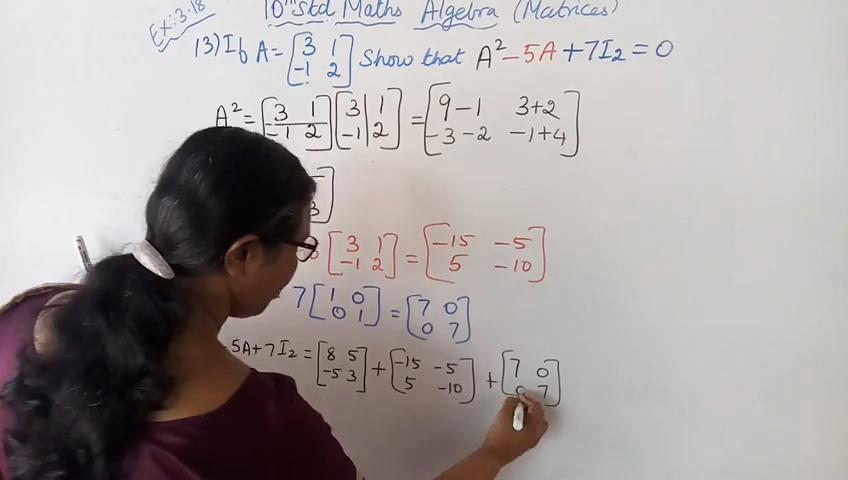 Ex:3.18
10th Std Maths Algebra (Matrices)
13) If A = [3 1; -1 2] Show that A² - 5A + 7I₂ = 0
A² = [3 1; -1 2] [3 1; -1 2] = [9-1 3+2; -3-2 -1+4]
3]
[3 1; -1 2] = [-15 -5; 5 -10]
7 [1 0; 0 1] = [7 0; 0 7]
- 5A + 7I₂ = [8 5; -5 3] + [-15 -5; 5 -10] + [7 0; 0 7]